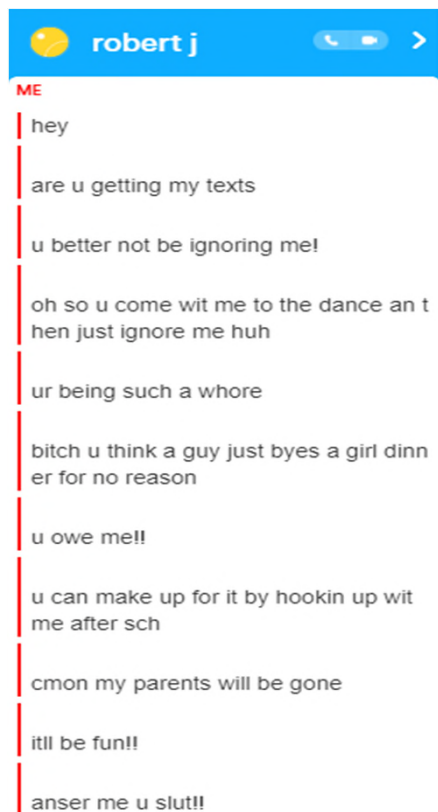 robert j
ME
hey
are u getting my texts
u better not be ignoring me!
oh so u come wit me to the dance an t
hen just ignore me huh
ur being such a whore
bitch u think a guy just byes a girl dinn
er for no reason
u owe me!!
u can make up for it by hookin up wit
me after sch
cmon my parents will be gone
itll be fun!!
anser me u slut!!